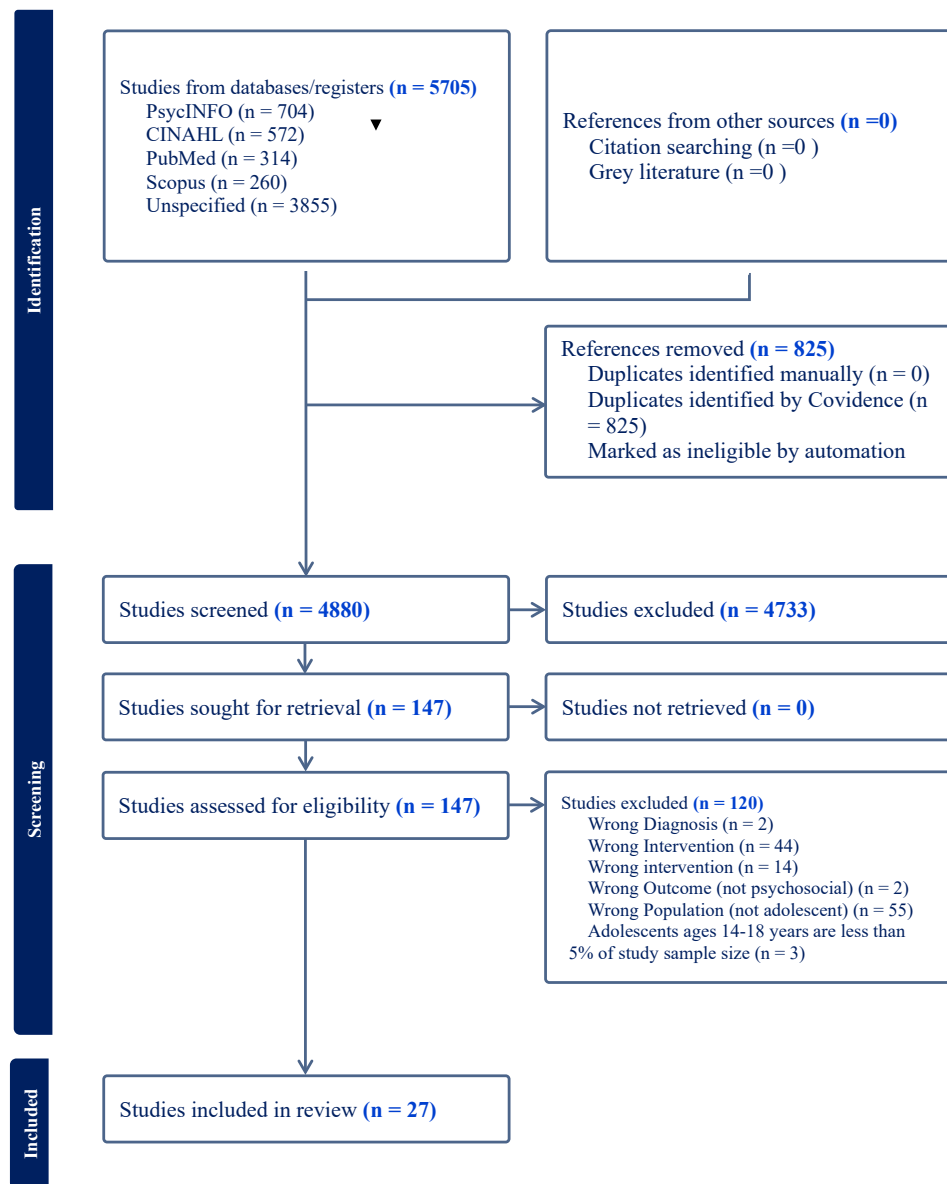 Identification
Studies from databases/registers (n = 5705)
PsycINFO (n = 704)
CINAHL (n = 572)
PubMed (n = 314)
Scopus (n = 260)
Unspecified (n = 3855)
References from other sources (n =0)
Citation searching (n =0 )
Grey literature (n =0 )
References removed (n = 825)
Duplicates identified manually (n = 0)
Duplicates identified by Covidence (n
= 825)
Marked as ineligible by automation
Screening
Studies screened (n = 4880)
Studies excluded (n = 4733)
Studies sought for retrieval (n = 147)
Studies not retrieved (n = 0)
Studies assessed for eligibility (n = 147)
Studies excluded (n = 120)
Wrong Diagnosis (n = 2)
Wrong Intervention (n = 44)
Wrong intervention (n = 14)
Wrong Outcome (not psychosocial) (n = 2)
Wrong Population (not adolescent) (n = 55)
Adolescents ages 14-18 years are less than
5% of study sample size (n = 3)
Included
Studies included in review (n = 27)